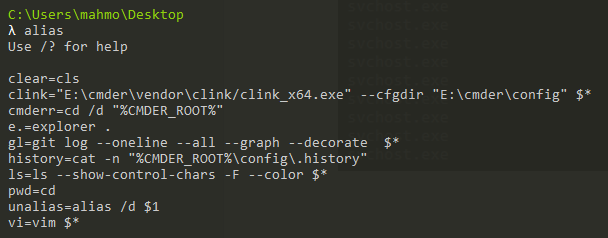 C:\Users\mahmo\Desktop
λ alias
Use /? for help
clear=cls
clink="E:\cmder\vendor\clink/clink_x64.exe" --cfgdir "E:\cmder\config" $*
cmderr=cd /d "%CMDER_ROOT%"
e.=explorer .
gl=git log --oneline --all --graph --decorate  $*
history=cat -n "%CMDER_ROOT%\config\.history"
ls=ls --show-control-chars -F --color $*
pwd=cd
unalias=alias /d $1
vi=vim $*